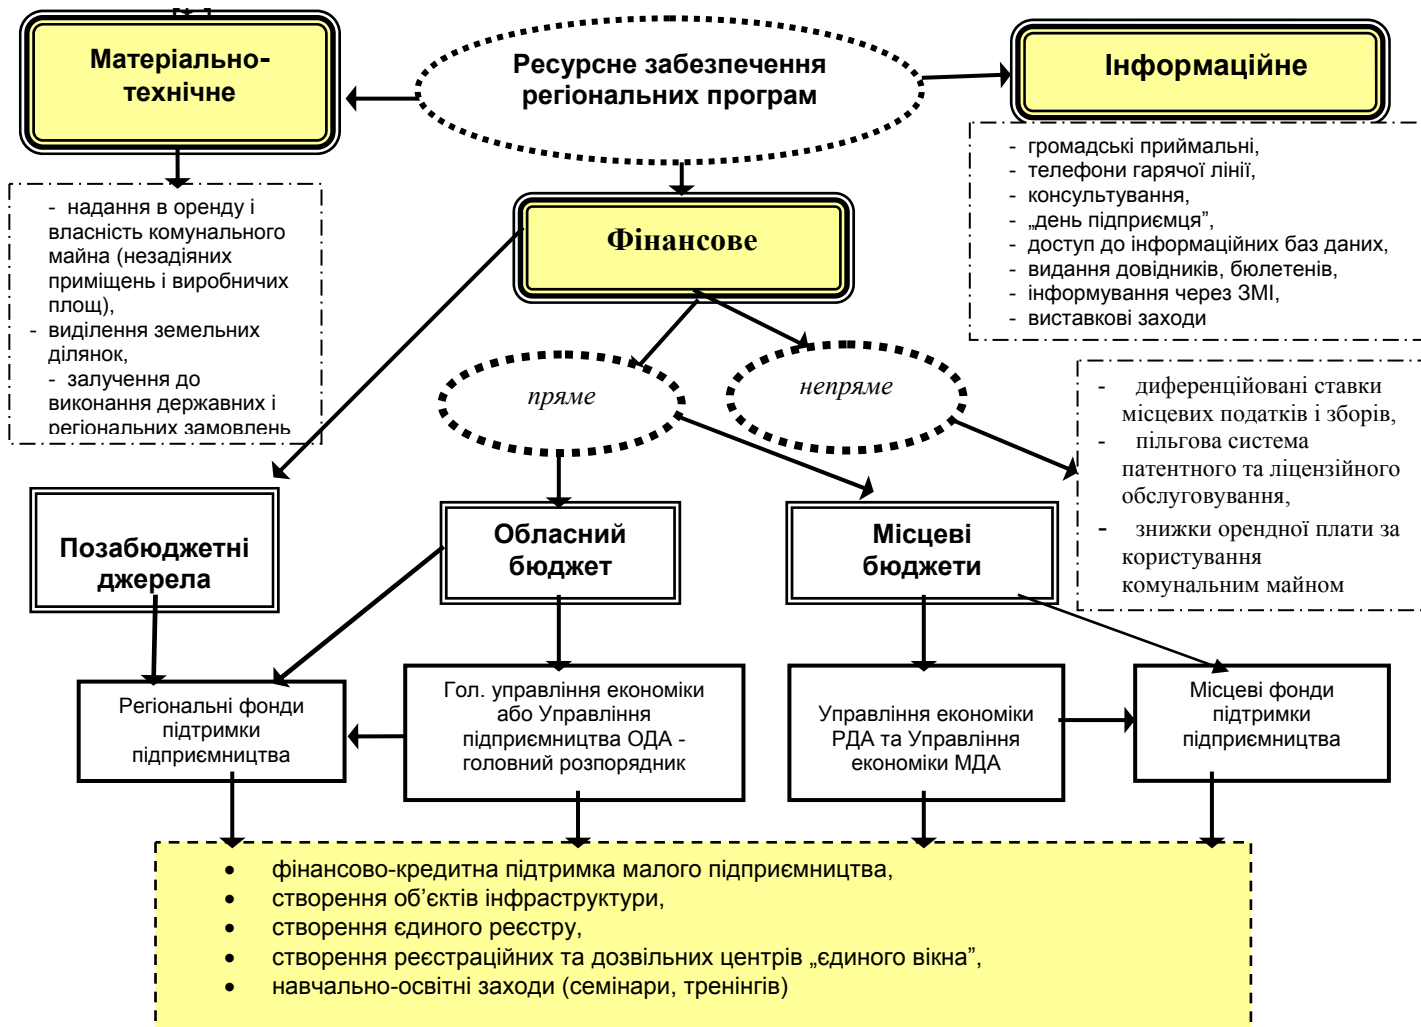 Матеріально-
технічне
Ресурсне забезпечення
регіональних програм
Інформаційне
- громадські приймальні,
- телефони гарячої лінії,
- консультування,
- „день підприємця”,
- доступ до інформаційних баз даних,
- видання довідників, бюлетенів,
- інформування через ЗМІ,
- виставкові заходи
- надання в оренду і
власність комунального
майна (незадіяних
приміщень і виробничих
площ),
- виділення земельних
ділянок,
- залучення до
виконання державних і
регіональних замовлень
Фінансове
пряме
непряме
- диференційовані ставки
місцевих податків і зборів,
- пільгова система
патентного та ліцензійного
обслуговування,
- знижки орендної плати за
користування
комунальним майном
Позабюджетні
джерела
Обласний
бюджет
Місцеві
бюджети
Регіональні фонди
підтримки
підприємництва
Гол. управління економіки
або Управління
підприємництва ОДА -
головний розпорядник
Управління економіки
РДА та Управління
економіки МДА
Місцеві фонди
підтримки
підприємництва
• фінансово-кредитна підтримка малого підприємництва,
• створення об’єктів інфраструктури,
• створення єдиного реєстру,
• створення реєстраційних та дозвільних центрів „єдиного вікна”,
• навчально-освітні заходи (семінари, тренінгів)